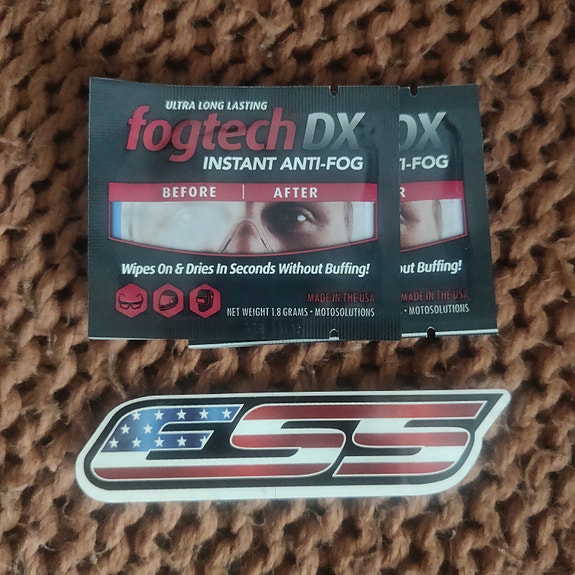 ULTRA LONG LASTING
fogtech DX
INSTANT ANTI-FOG
BEFORE | AFTER
Wipes On & Dries In Seconds Without Buffing!
MADE IN THE USA
NET WEIGHT 1.8 GRAMS • MOTOSOLUTIONS
DX
TI-FOG
R
out Buffing!
MADE IN THE USA
• MOTOSOLUTIONS
ESS